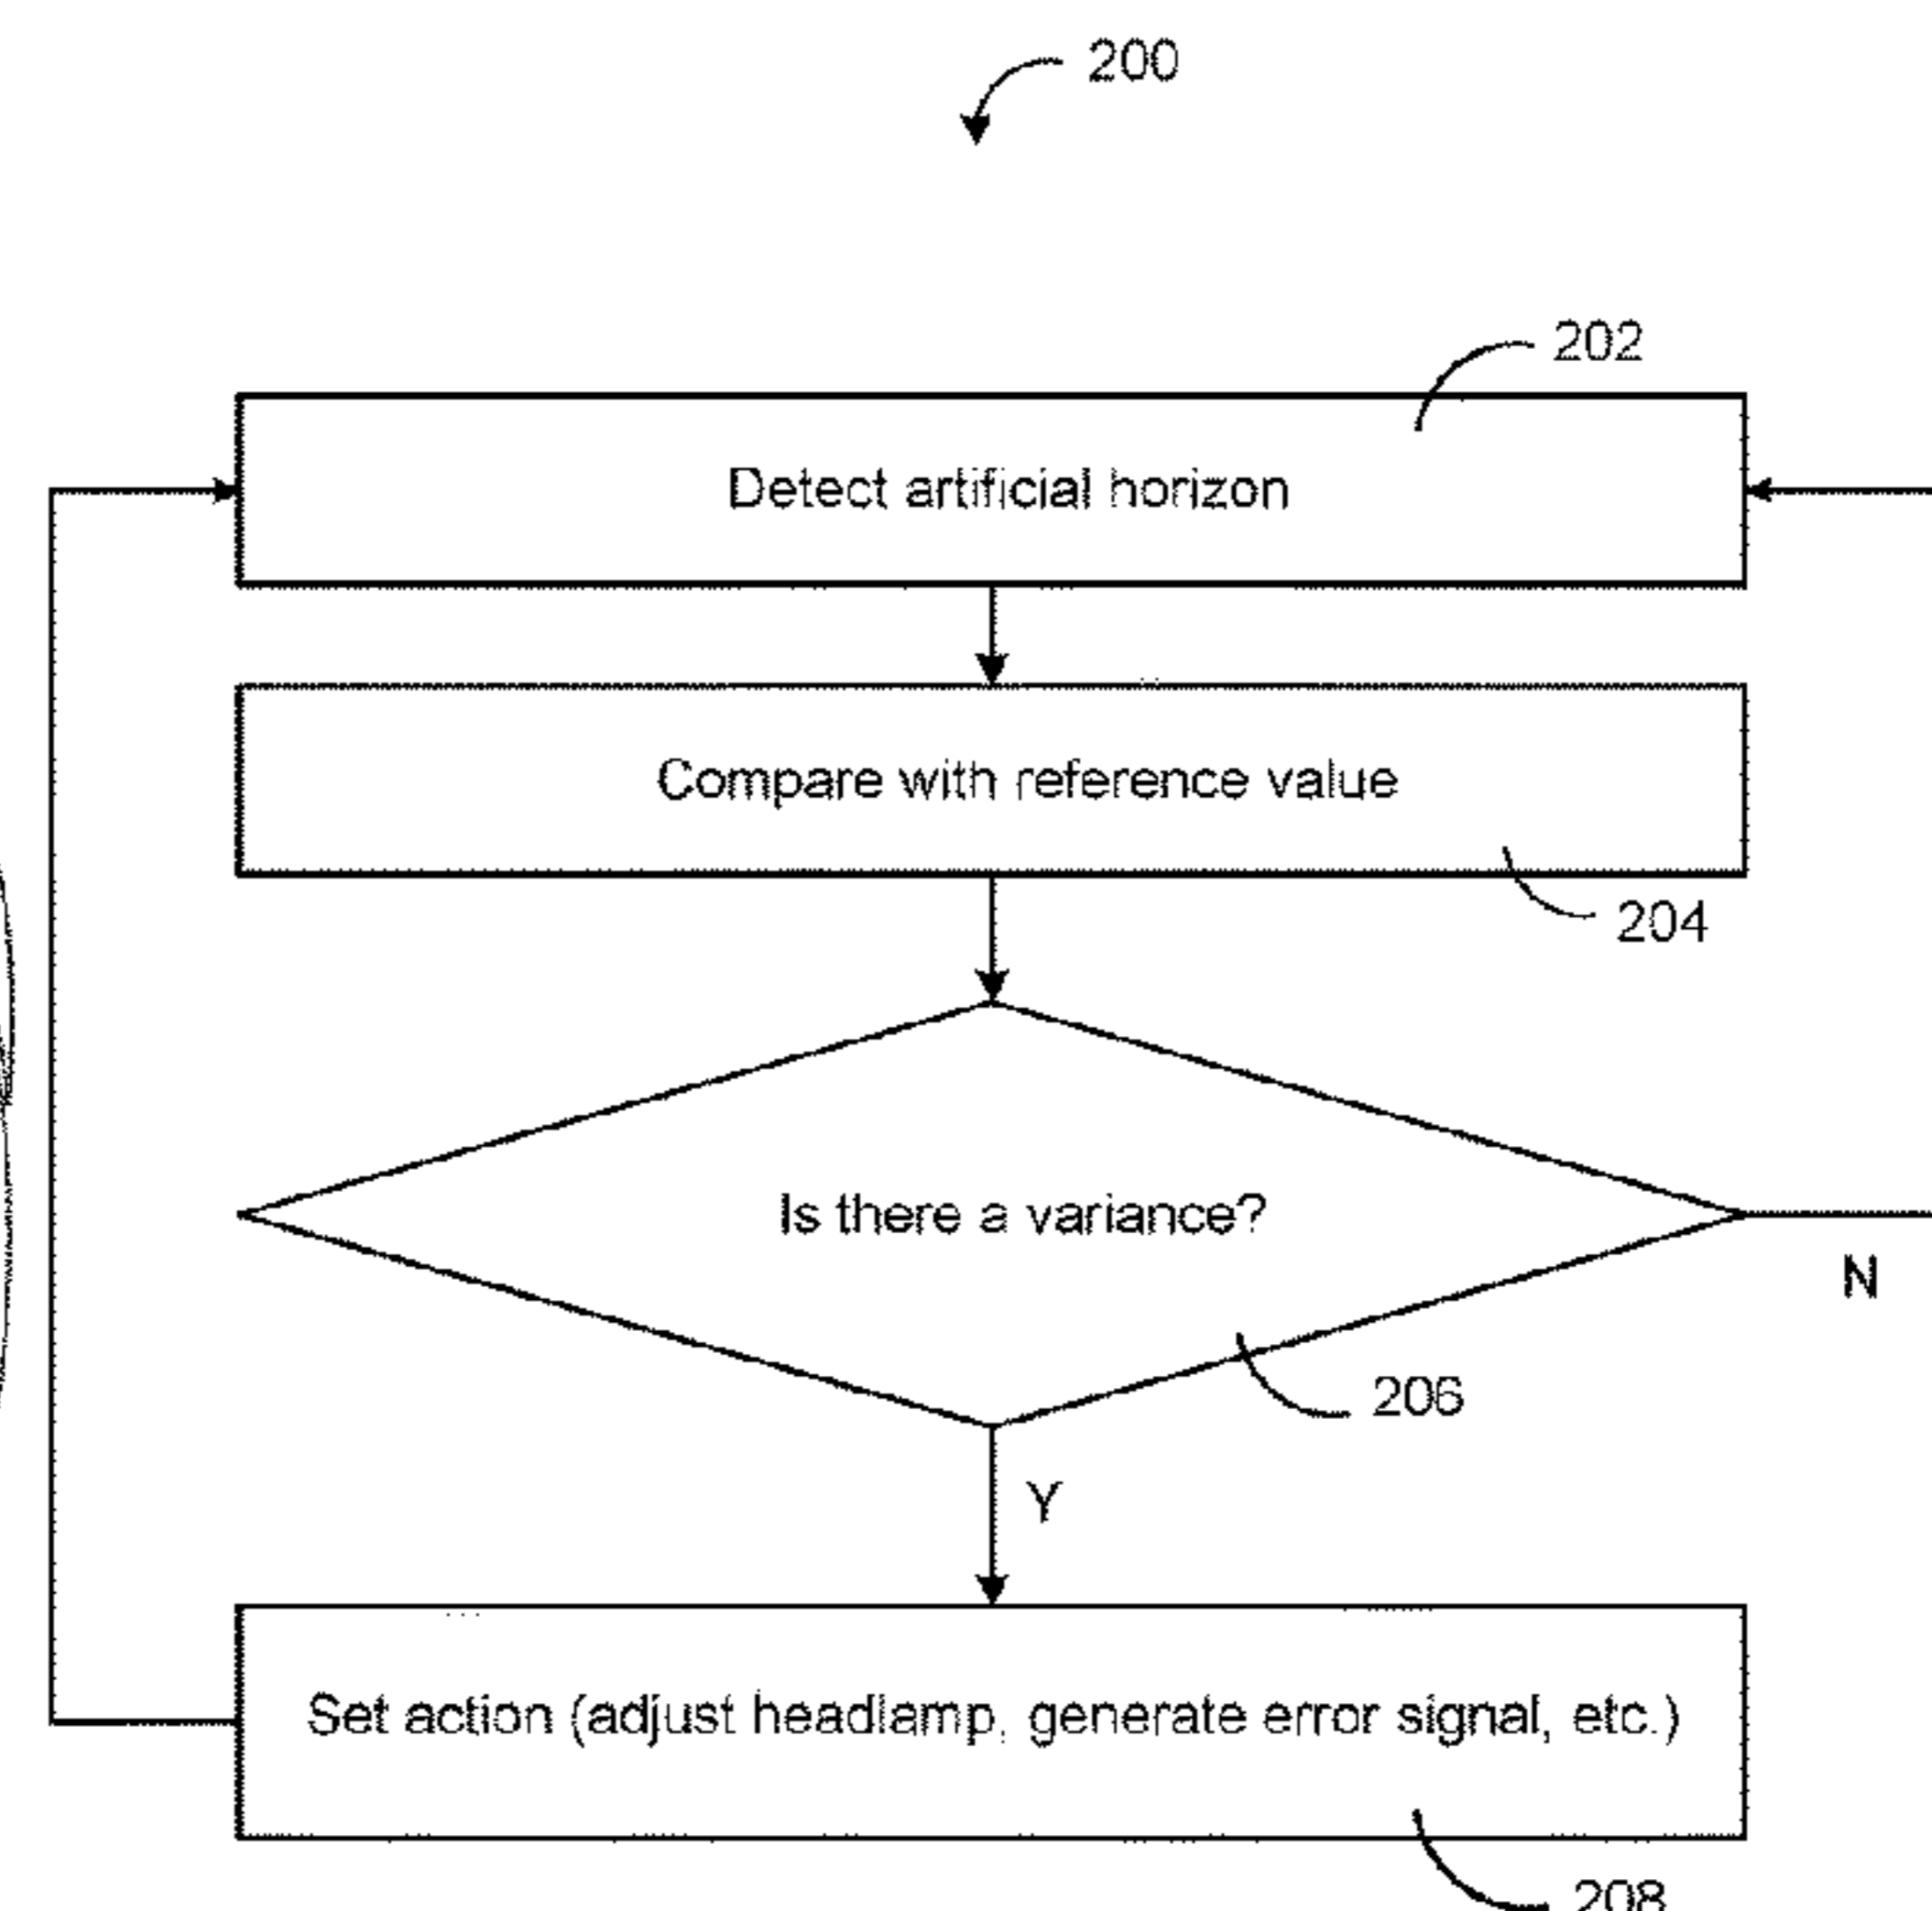 200
202
Detect artificial horizon
Compare with reference value
204
Is there a variance?
N
206
Y
Set action (adjust headlamp, generate error signal, etc.)
208